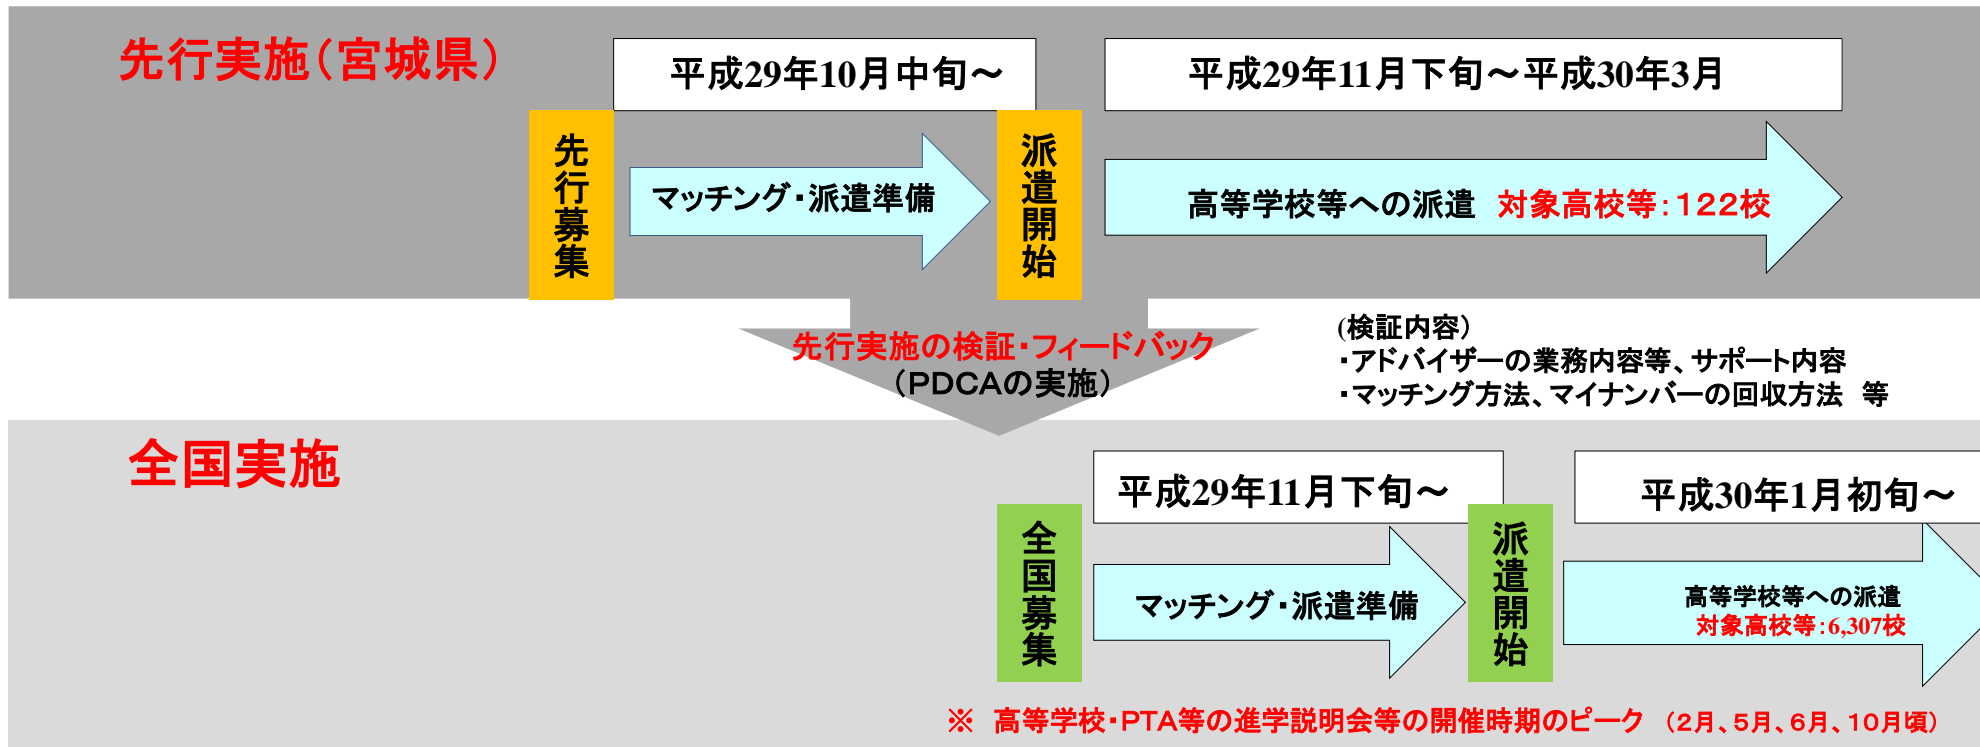 先行実施（宮城県）
平成29年10月中旬～
平成29年11月下旬～平成30年3月
先行募集
マッチング・派遣準備
派遣開始
高等学校等への派遣　対象高校等：１２２校
先行実施の検証・フィードバック
（PDCAの実施）
(検証内容）
・アドバイザーの業務内容等、サポート内容
・マッチング方法、マイナンバーの回収方法　等
全国実施
平成29年11月下旬～
平成30年1月初旬～
全国募集
マッチング・派遣準備
派遣開始
高等学校等への派遣
対象高校等：6,307校
※　高等学校・PTA等の進学説明会等の開催時期のピーク　（２月、５月、６月、１０月頃）